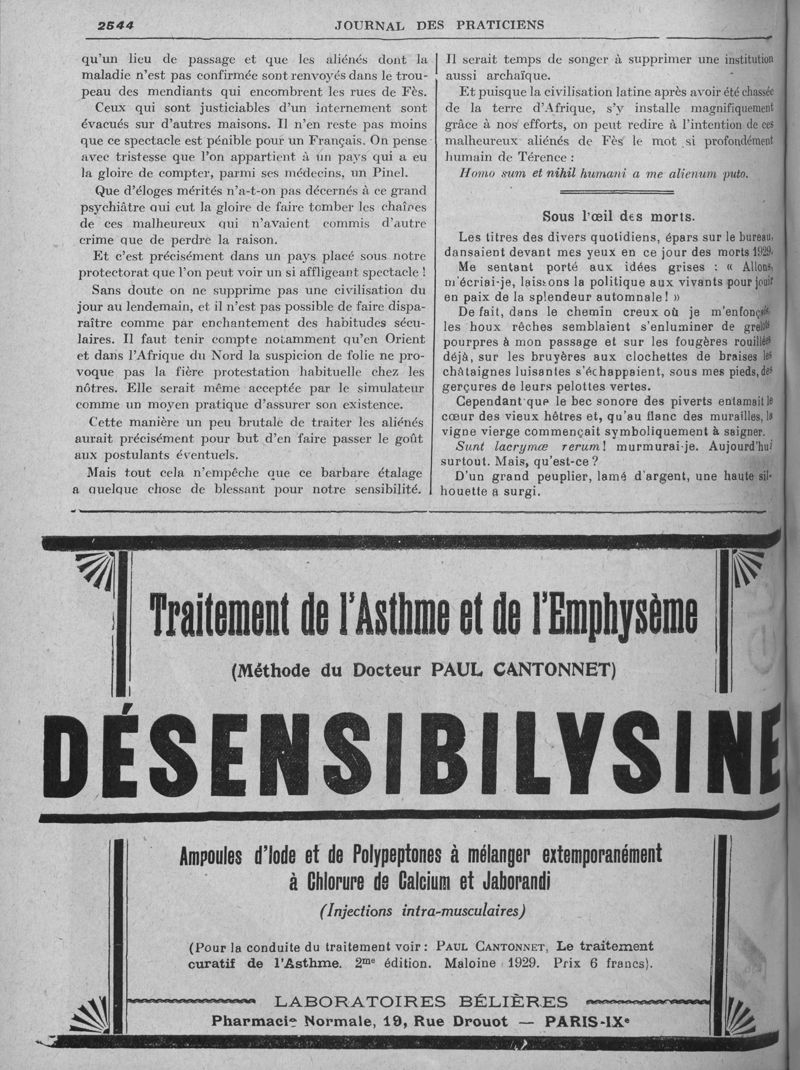 2544
JOURNAL DES PRATICIENS
qu'un lieu de passage et que les aliénés dont la
maladie n'est pas confirmée sont renvoyés dans le trou-
peau des mendiants qui encombrent les rues de Fès.
Ceux qui sont justiciables d'un internement sont
évacués sur d'autres maisons. Il n'en reste pas moins
que ce spectacle est pénible pour un Français. On pense
avec tristesse que l'on appartient à un pays qui a eu
la gloire de compter, parmi ses médecins, un Pinel.
Que d'éloges mérités n'a-t-on pas décernés à ce grand
psychiâtre qui eut la gloire de faire tomber les chaînes
de ces malheureux qui n'avaient commis d'autre
crime que de perdre la raison.
Et c'est précisément dans un pays placé sous notre
protectorat que l'on peut voir un si affligeant spectacle !
Sans doute on ne supprime pas une civilisation du
jour au lendemain, et il n'est pas possible de faire dispa-
raître comme par enchantement des habitudes sécu-
laires. Il faut tenir compte notamment qu'en Orient
et dans l'Afrique du Nord la suspicion de folie ne pro-
voque pas la fière protestation habituelle chez les
nôtres. Elle serait même acceptée par le simulateur
comme un moyen pratique d'assurer son existence.
Cette manière un peu brutale de traiter les aliénés
aurait précisément pour but d'en faire passer le goût
aux postulants éventuels.
Mais tout cela n'empêche que ce barbare étalage
a quelque chose de blessant pour notre sensibilité.
Il serait temps de songer à supprimer une institution
aussi archaïque.
Et puisque la civilisation latine après avoir été chassée
de la terre d'Afrique, s'y installe magnifiquement
grâce à nos efforts, on peut redire à l'intention de ces
malheureux aliénés de Fès le mot si profondément
humain de Térence :
Homo sum et nihil humani a me alienum puto.
Sous l'œil des morts.
Les titres des divers quotidiens, épars sur le bureau,
dansaient devant mes yeux en ce jour des morts 1929.
Me sentant porté aux idées grises : « Allons,
m'écriai-je, laissons la politique aux vivants pour jouir
en paix de la splendeur automnale ! »
De fait, dans le chemin creux où je m'enfonçais,
les houx rêches semblaient s'enluminer de grelots
pourpres à mon passage et sur les fougères rouillées
déjà, sur les bruyères aux clochettes de braises les
châtaignes luisantes s'échappaient, sous mes pieds, des
gerçures de leurs pelottes vertes.
Cependant que le bec sonore des piverts entamait le
cœur des vieux hêtres et, qu'au flanc des murailles, la
vigne vierge commençait symboliquement à saigner.
Sunt lacrymœ rerum ! murmurai-je. Aujourd'hui
surtout. Mais, qu'est-ce ?
D'un grand peuplier, lamé d'argent, une haute sil-
houette a surgi.
Traitement de l'Asthme et de l'Emphysème
(Méthode du Docteur PAUL CANTONNET)
DÉSENSIBILYSINE
Ampoules d'Iode et de Polypeptones à mélanger extemporanément
à Chlorure de Calcium et Jaborandi
(Injections intra-musculaires)
(Pour la conduite du traitement voir : PAUL CANTONNET, Le traitement
curatif de l'Asthme. 2me édition. Maloine 1929. Prix 6 francs).
LABORATOIRES BÉLIÈRES
Pharmacie Normale, 19, Rue Drouot — PARIS-IXe